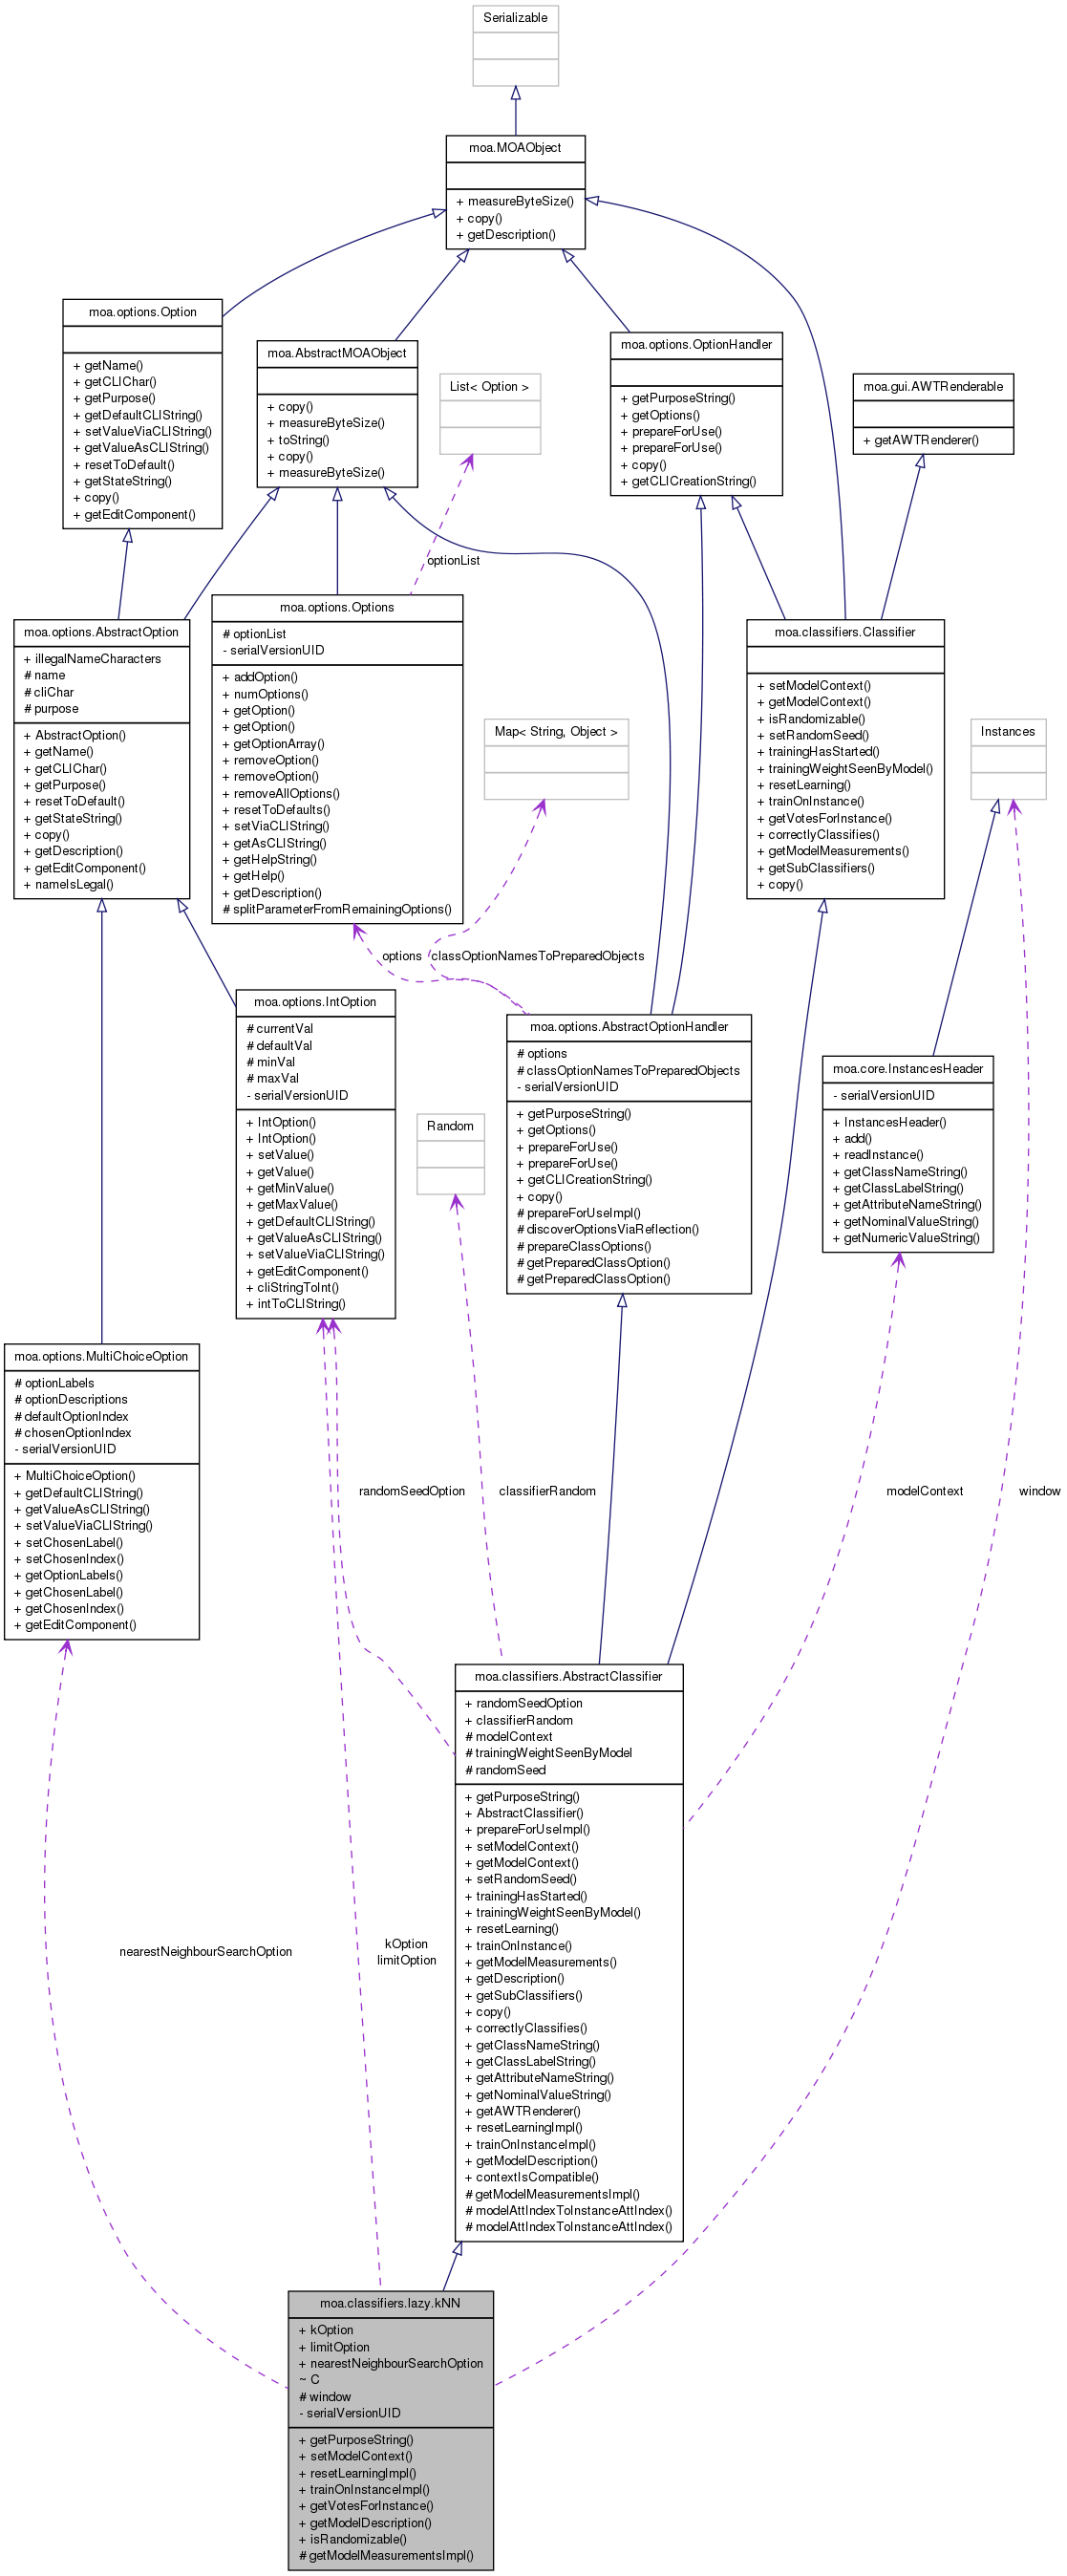 Serializable
moa.MOAObject
+ measureByteSize()
+ copy()
+ getDescription()
moa.options.Option
+ getName()
+ getCLIChar()
+ getPurpose()
+ getDefaultCLIString()
+ setValueViaCLIString()
+ getValueAsCLIString()
+ resetToDefault()
+ getStateString()
+ copy()
+ getEditComponent()
moa.AbstractMOAObject
+ copy()
+ measureByteSize()
+ toString()
+ copy()
+ measureByteSize()
List< Option >
moa.options.OptionHandler
+ getPurposeString()
+ getOptions()
+ prepareForUse()
+ prepareForUse()
+ copy()
+ getCLICreationString()
moa.gui.AWTRenderable
+ getAWTRenderer()
optionList
moa.options.AbstractOption
+ illegalNameCharacters
# name
# cliChar
# purpose
+ AbstractOption()
+ getName()
+ getCLIChar()
+ getPurpose()
+ resetToDefault()
+ getStateString()
+ copy()
+ getDescription()
+ getEditComponent()
+ nameIsLegal()
moa.options.Options
# optionList
- serialVersionUID
+ addOption()
+ numOptions()
+ getOption()
+ getOption()
+ getOptionArray()
+ removeOption()
+ removeOption()
+ removeAllOptions()
+ resetToDefaults()
+ setViaCLIString()
+ getAsCLIString()
+ getHelpString()
+ getHelp()
+ getDescription()
# splitParameterFromRemainingOptions()
Map< String, Object >
moa.classifiers.Classifier
+ setModelContext()
+ getModelContext()
+ isRandomizable()
+ setRandomSeed()
+ trainingHasStarted()
+ trainingWeightSeenByModel()
+ resetLearning()
+ trainOnInstance()
+ getVotesForInstance()
+ correctlyClassifies()
+ getModelMeasurements()
+ getSubClassifiers()
+ copy()
Instances
options
classOptionNamesToPreparedObjects
moa.options.IntOption
# currentVal
# defaultVal
# minVal
# maxVal
- serialVersionUID
+ IntOption()
+ IntOption()
+ setValue()
+ getValue()
+ getMinValue()
+ getMaxValue()
+ getDefaultCLIString()
+ getValueAsCLIString()
+ setValueViaCLIString()
+ getEditComponent()
+ cliStringToInt()
+ intToCLIString()
Random
moa.options.AbstractOptionHandler
# options
# classOptionNamesToPreparedObjects
- serialVersionUID
+ getPurposeString()
+ getOptions()
+ prepareForUse()
+ prepareForUse()
+ getCLICreationString()
+ copy()
# prepareForUseImpl()
# discoverOptionsViaReflection()
# prepareClassOptions()
# getPreparedClassOption()
# getPreparedClassOption()
moa.core.InstancesHeader
- serialVersionUID
+ InstancesHeader()
+ add()
+ readInstance()
+ getClassNameString()
+ getClassLabelString()
+ getAttributeNameString()
+ getNominalValueString()
+ getNumericValueString()
moa.options.MultiChoiceOption
# optionLabels
# optionDescriptions
# defaultOptionIndex
# chosenOptionIndex
- serialVersionUID
+ MultiChoiceOption()
+ getDefaultCLIString()
+ getValueAsCLIString()
+ setValueViaCLIString()
+ setChosenLabel()
+ setChosenIndex()
+ getOptionLabels()
+ getChosenLabel()
+ getChosenIndex()
+ getEditComponent()
randomSeedOption
classifierRandom
modelContext
window
moa.classifiers.AbstractClassifier
+ randomSeedOption
+ classifierRandom
# modelContext
# trainingWeightSeenByModel
# randomSeed
+ getPurposeString()
+ AbstractClassifier()
+ prepareForUseImpl()
+ setModelContext()
+ getModelContext()
+ setRandomSeed()
+ trainingHasStarted()
+ trainingWeightSeenByModel()
+ resetLearning()
+ trainOnInstance()
+ getModelMeasurements()
+ getDescription()
+ getSubClassifiers()
+ copy()
+ correctlyClassifies()
+ getClassNameString()
+ getClassLabelString()
+ getAttributeNameString()
+ getNominalValueString()
+ getAWTRenderer()
+ resetLearningImpl()
+ trainOnInstanceImpl()
+ getModelDescription()
+ contextIsCompatible()
# getModelMeasurementsImpl()
# modelAttIndexToInstanceAttIndex()
# modelAttIndexToInstanceAttIndex()
nearestNeighbourSearchOption
kOption
limitOption
moa.classifiers.lazy.kNN
+ kOption
+ limitOption
+ nearestNeighbourSearchOption
~ C
# window
- serialVersionUID
+ getPurposeString()
+ setModelContext()
+ resetLearningImpl()
+ trainOnInstanceImpl()
+ getVotesForInstance()
+ getModelDescription()
+ isRandomizable()
# getModelMeasurementsImpl()